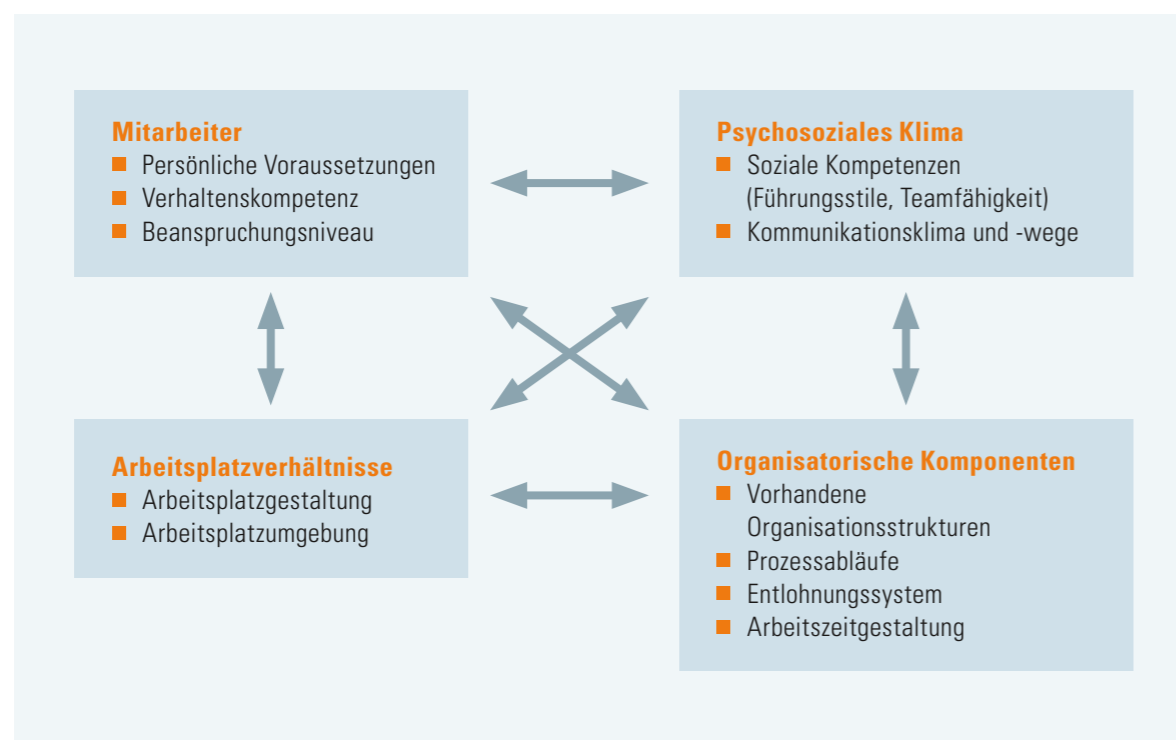 Mitarbeiter
Persönliche Voraussetzungen
Verhaltenskompetenz
Beanspruchungsniveau
Psychosoziales Klima
Soziale Kompetenzen
(Führungsstile, Teamfähigkeit)
Kommunikationsklima und -wege
Arbeitsplatzverhältnisse
Arbeitsplatzgestaltung
Arbeitsplatzumgebung
Organisatorische Komponenten
Vorhandene
Organisationsstrukturen
Prozessabläufe
Entlohnungssystem
Arbeitszeitgestaltung